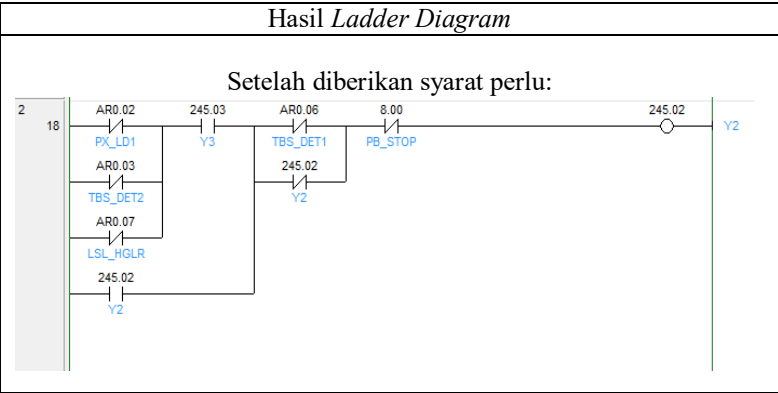 Hasil Ladder Diagram
Setelah diberikan syarat perlu:
2 AR0.02 245.03 AR0.06 8.00 245.02
18 Y2
PX_LD1 Y3 TBS_DET1 PB_STOP
AR0.03 245.02
TBS_DET2 Y2
AR0.07
LSL_HGLR
245.02
Y2